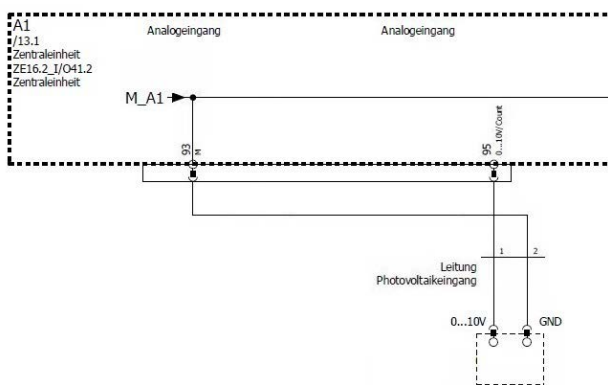 A1
/13.1
Zentraleinheit
ZE16.2_I/O41.2
Zentraleinheit
Analogeingang
Analogeingang
M_A1
93
M
95
0...10V/Count
1
2
Leitung
Photovoltaikeingang
0...10V
GND